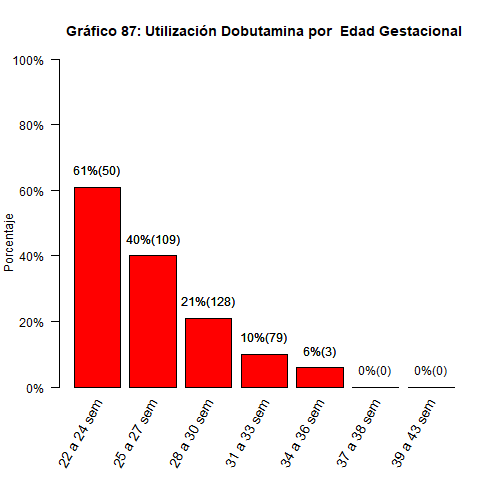 Gráfico 87: Utilización Dobutamina por  Edad Gestacional
Porcentaje
100%
80%
60%
40%
20%
0%
61%(50)
40%(109)
21%(128)
10%(79)
6%(3)
0%(0)
0%(0)
22 a 24 sem
25 a 27 sem
28 a 30 sem
31 a 33 sem
34 a 36 sem
37 a 38 sem
39 a 43 sem